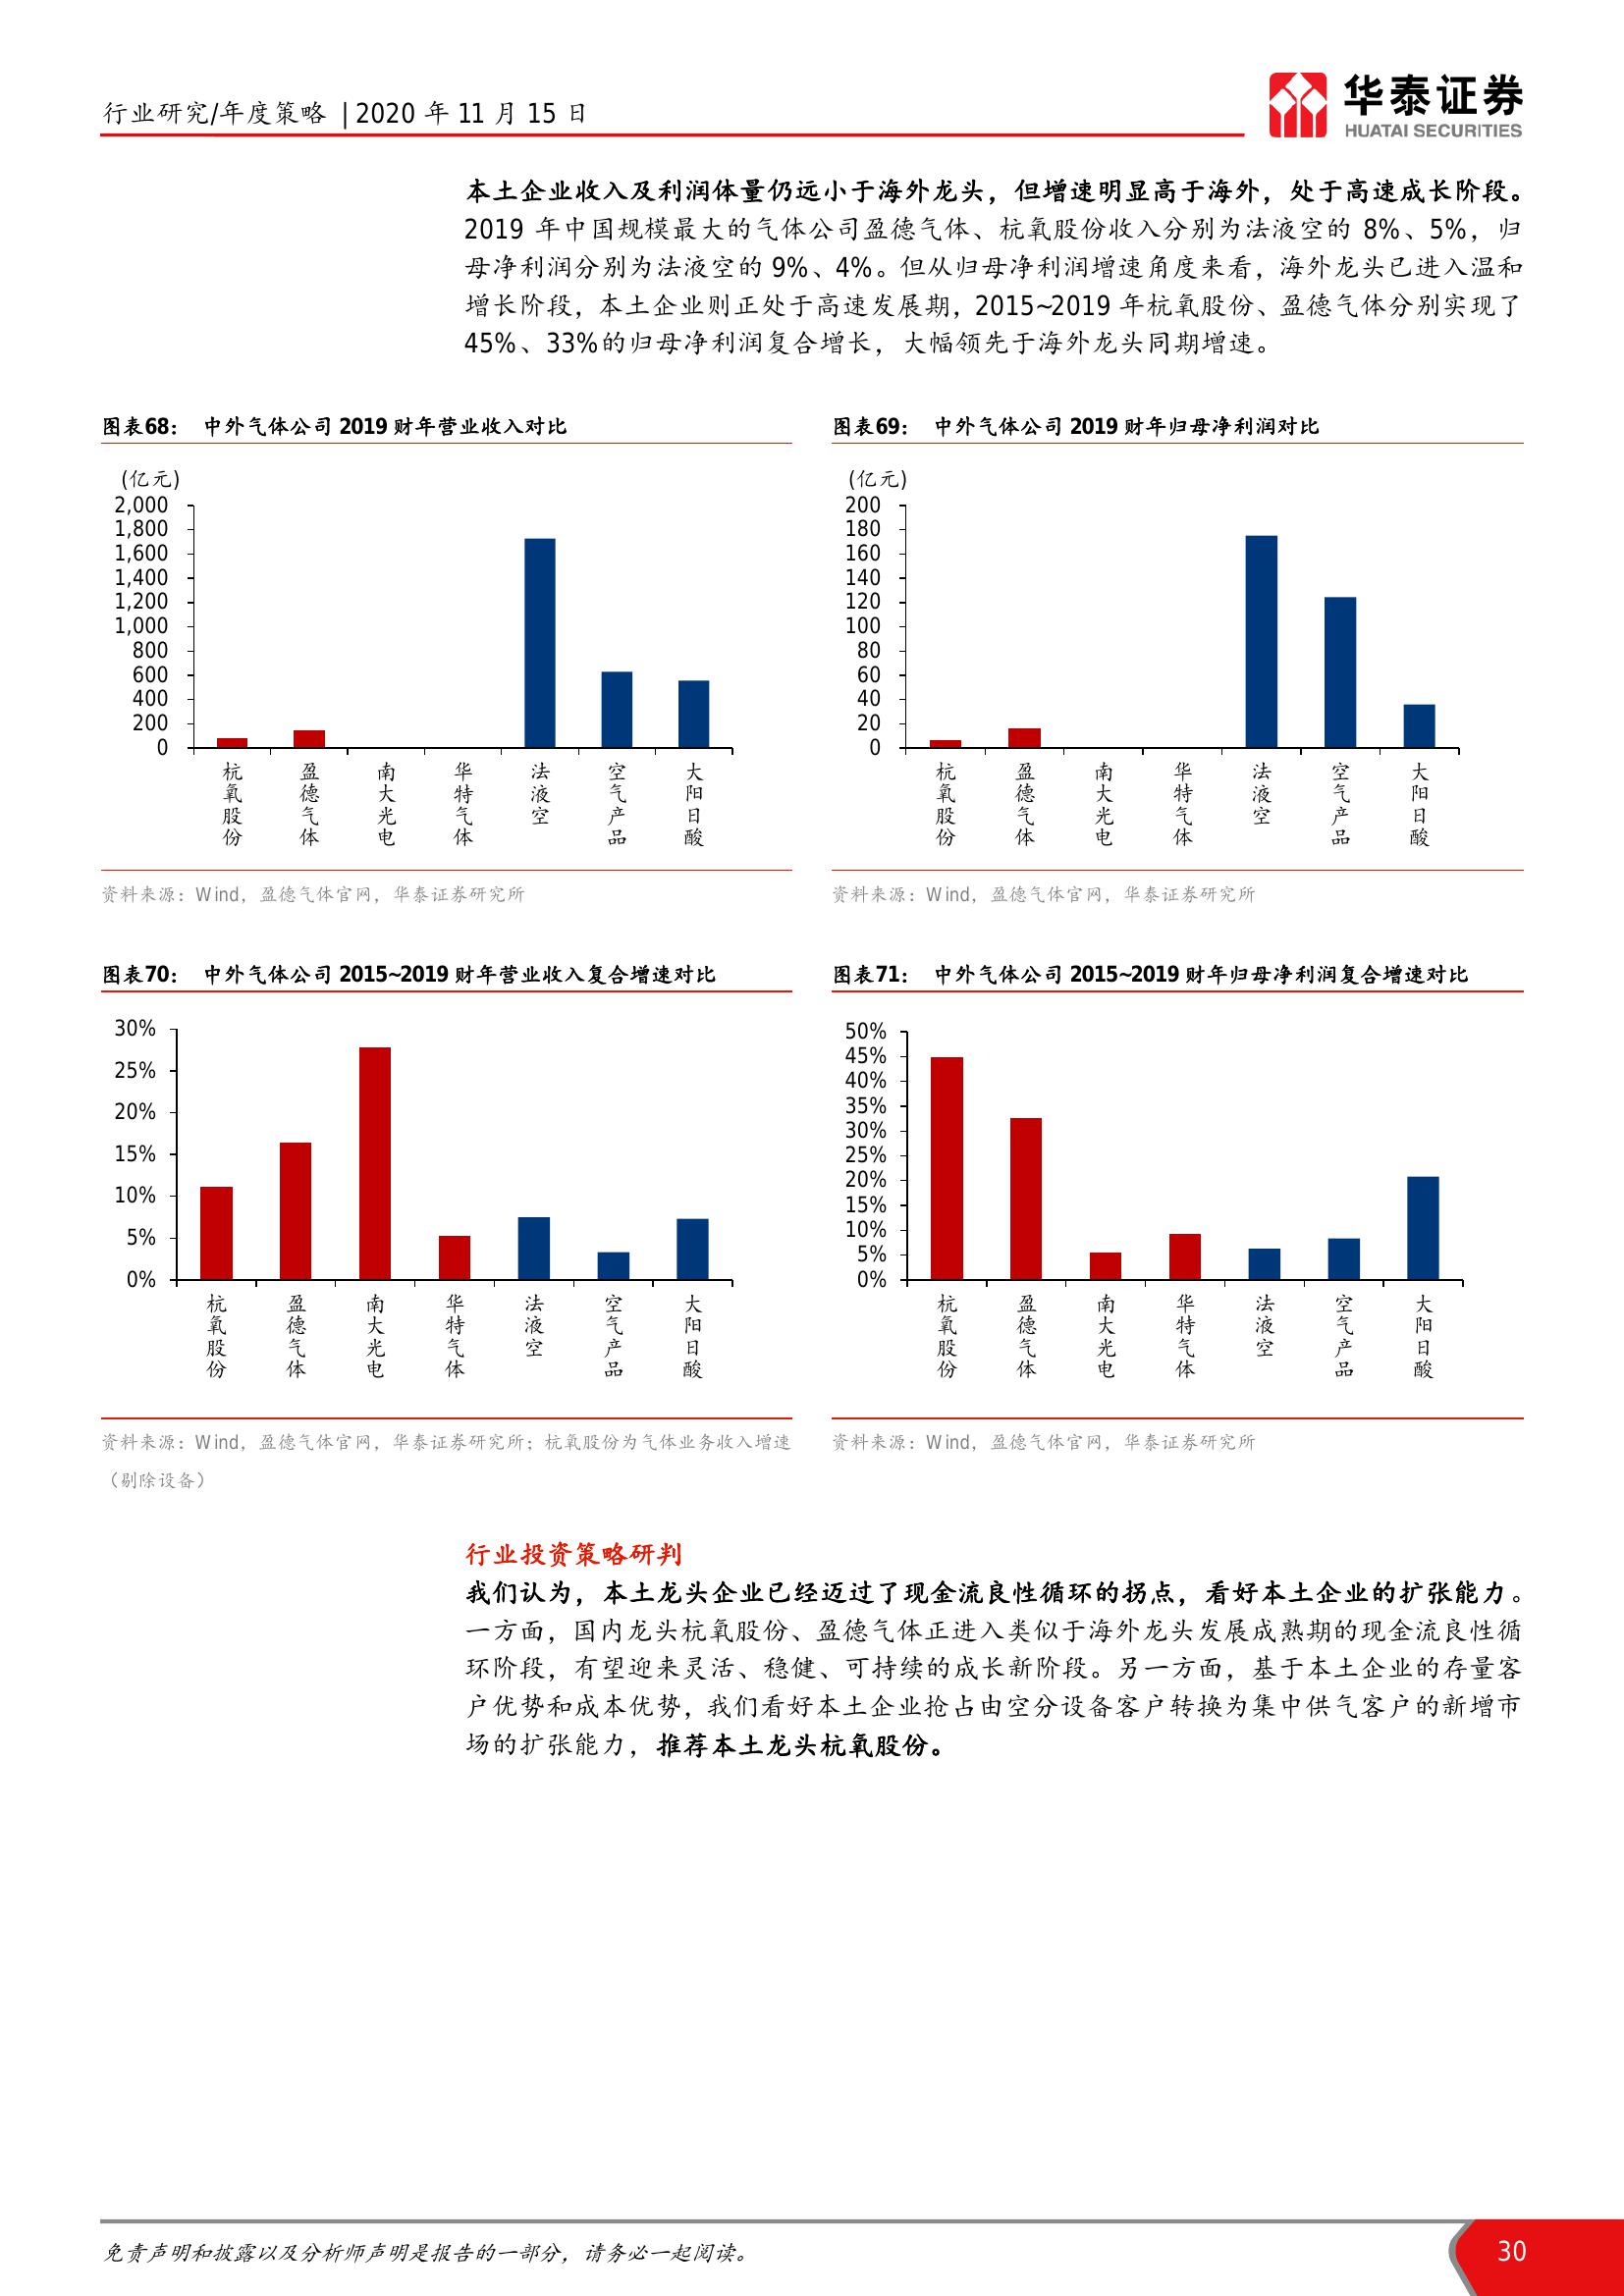 行业研究/年度策略 | 2020 年 11 月 15 日
华泰证券
HUATAI SECURITIES
本土企业收入及利润体量仍远小于海外龙头，但增速明显高于海外，处于高速成长阶段。
2019 年中国规模最大的气体公司盈德气体、杭氧股份收入分别为法液空的 8%、5%，归
母净利润分别为法液空的 9%、4%。但从归母净利润增速角度来看，海外龙头已进入温和
增长阶段，本土企业则正处于高速发展期，2015~2019 年杭氧股份、盈德气体分别实现了
45%、33%的归母净利润复合增长，大幅领先于海外龙头同期增速。
图表68： 中外气体公司 2019 财年营业收入对比
(亿元)
2,000
1,800
1,600
1,400
1,200
1,000
800
600
400
200
0
杭氧股份
盈德气体
南大光电
华特气体
法液空
空气产品
大阳日酸
资料来源：Wind，盈德气体官网，华泰证券研究所
图表69： 中外气体公司 2019 财年归母净利润对比
(亿元)
200
180
160
140
120
100
80
60
40
20
0
杭氧股份
盈德气体
南大光电
华特气体
法液空
空气产品
大阳日酸
资料来源：Wind，盈德气体官网，华泰证券研究所
图表70： 中外气体公司 2015~2019 财年营业收入复合增速对比
30%
25%
20%
15%
10%
5%
0%
杭氧股份
盈德气体
南大光电
华特气体
法液空
空气产品
大阳日酸
资料来源：Wind，盈德气体官网，华泰证券研究所；杭氧股份为气体业务收入增速
（剔除设备）
图表71： 中外气体公司 2015~2019 财年归母净利润复合增速对比
50%
45%
40%
35%
30%
25%
20%
15%
10%
5%
0%
杭氧股份
盈德气体
南大光电
华特气体
法液空
空气产品
大阳日酸
资料来源：Wind，盈德气体官网，华泰证券研究所
行业投资策略研判
我们认为，本土龙头企业已经迈过了现金流良性循环的拐点，看好本土企业的扩张能力。
一方面，国内龙头杭氧股份、盈德气体正进入类似于海外龙头发展成熟期的现金流良性循
环阶段，有望迎来灵活、稳健、可持续的成长新阶段。另一方面，基于本土企业的存量客
户优势和成本优势，我们看好本土企业抢占由空分设备客户转换为集中供气客户的新增市
场的扩张能力，推荐本土龙头杭氧股份。
免责声明和披露以及分析师声明是报告的一部分，请务必一起阅读。
30